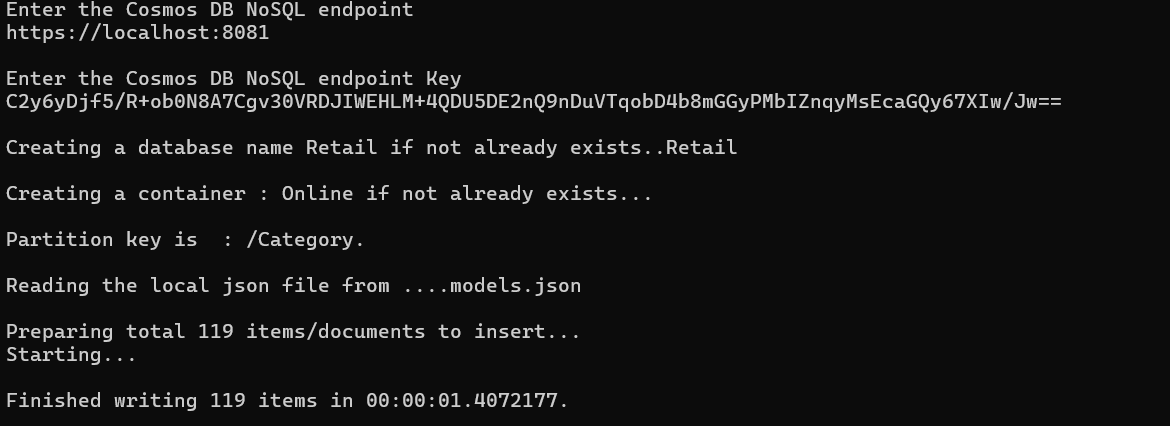 Enter the Cosmos DB NoSQL endpoint
https://localhost:8081
Enter the Cosmos DB NoSQL endpoint Key
C2y6yDjf5/R+ob0N8A7Cgv30VRDJIWEHLM+4QDU5DE2nQ9nDuVTqobD4b8mGGyPMbIZnqyMsEcaGQy67XIw/Jw==
Creating a database name Retail if not already exists..Retail
Creating a container : Online if not already exists...
Partition key is  : /Category.
Reading the local json file from ....models.json
Preparing total 119 items/documents to insert...
Starting...
Finished writing 119 items in 00:00:01.4072177.